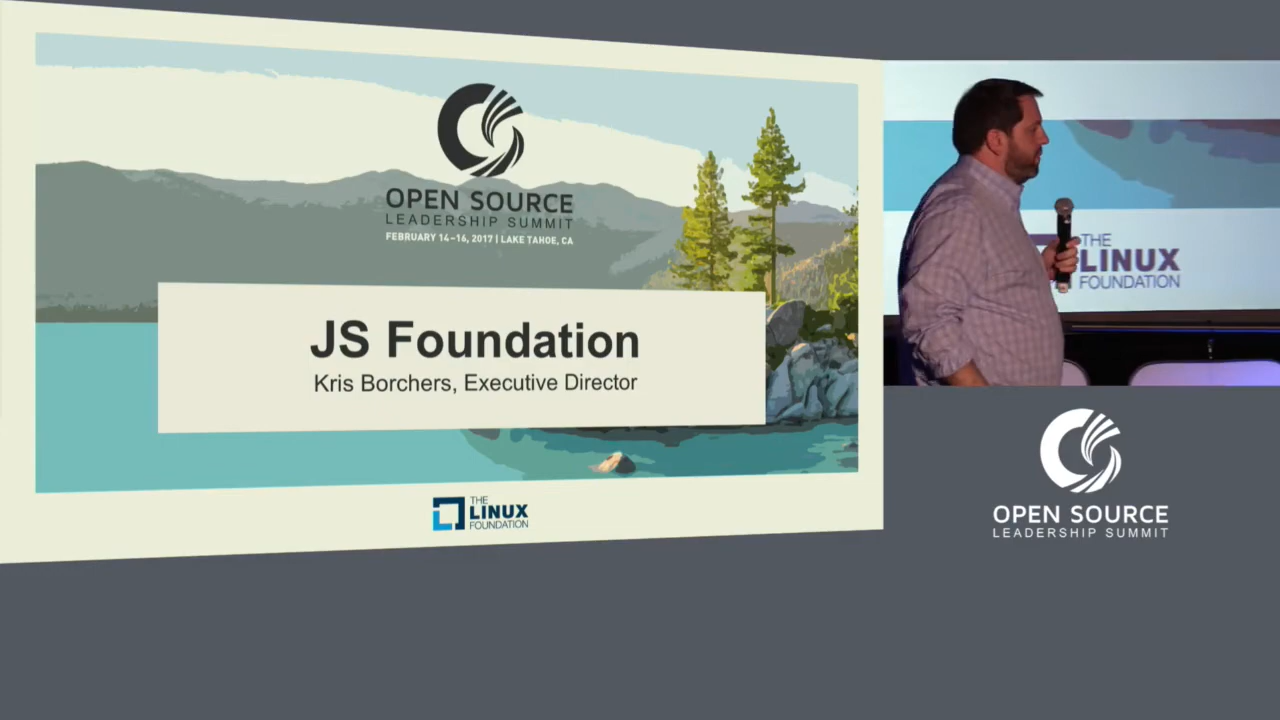 OPEN SOURCE
LEADERSHIP SUMMIT
FEBRUARY 14–16, 2017 | LAKE TAHOE, CA
JS Foundation
Kris Borchers, Executive Director
THE
LINUX
FOUNDATION
THE
LINUX
FOUNDATION
OPEN SOURCE
LEADERSHIP SUMMIT